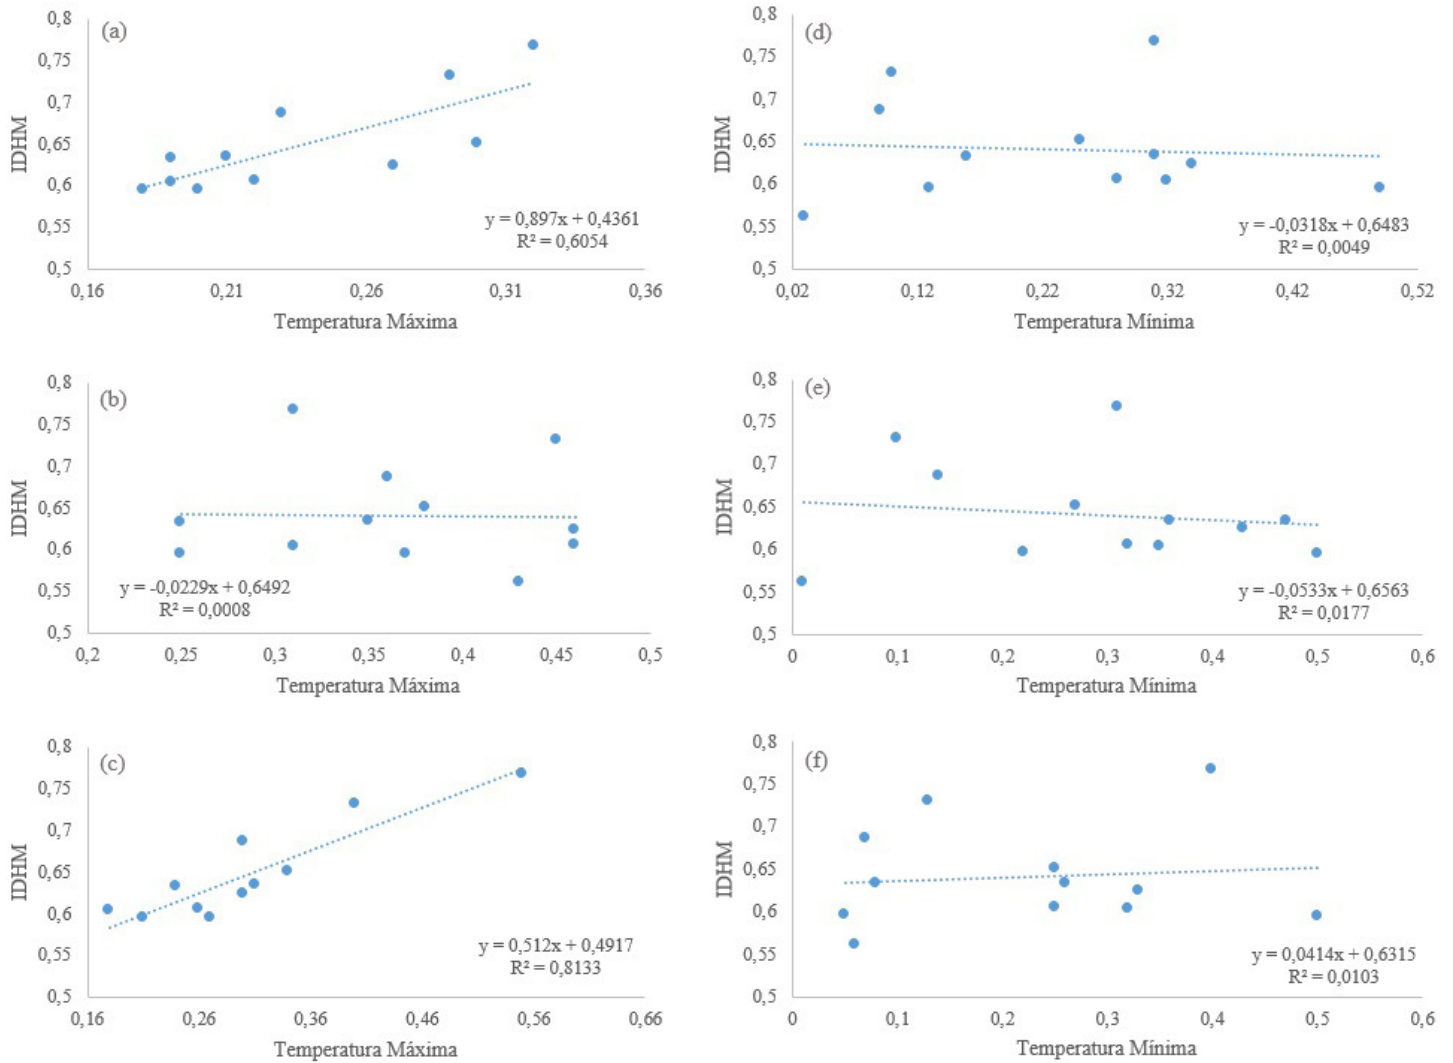 (a)
IDHM
0,8
0,75
0,7
0,65
0,6
0,55
0,5
y = 0,897x + 0,4361
R² = 0,6054
0,16 0,21 0,26 0,31 0,36
Temperatura Máxima
(d)
IDHM
0,8
0,75
0,7
0,65
0,6
0,55
0,5
y = -0,0318x + 0,6483
R² = 0,0049
0,02 0,12 0,22 0,32 0,42 0,52
Temperatura Mínima
(b)
IDHM
0,8
0,75
0,7
0,65
0,6
0,55
0,5
y = -0,0229x + 0,6492
R² = 0,0008
0,2 0,25 0,3 0,35 0,4 0,45 0,5
Temperatura Máxima
(e)
IDHM
0,8
0,75
0,7
0,65
0,6
0,55
0,5
y = -0,0533x + 0,6563
R² = 0,0177
0 0,1 0,2 0,3 0,4 0,5 0,6
Temperatura Mínima
(c)
IDHM
0,8
0,75
0,7
0,65
0,6
0,55
0,5
y = 0,512x + 0,4917
R² = 0,8133
0,16 0,26 0,36 0,46 0,56 0,66
Temperatura Máxima
(f)
IDHM
0,8
0,75
0,7
0,65
0,6
0,55
0,5
y = 0,0414x + 0,6315
R² = 0,0103
0 0,1 0,2 0,3 0,4 0,5 0,6
Temperatura Mínima